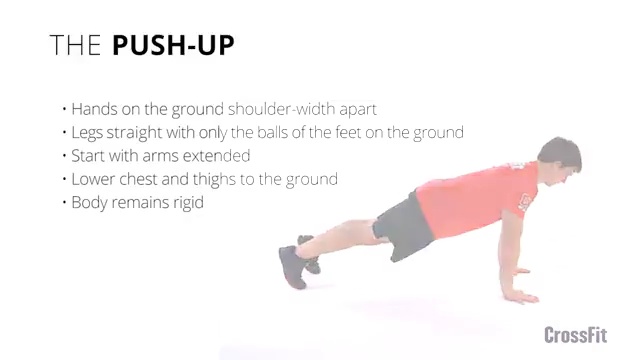 THE PUSH-UP
• Hands on the ground shoulder-width apart
• Legs straight with only the balls of the feet on the ground
• Start with arms extended
• Lower chest and thighs to the ground
• Body remains rigid
CrossFit